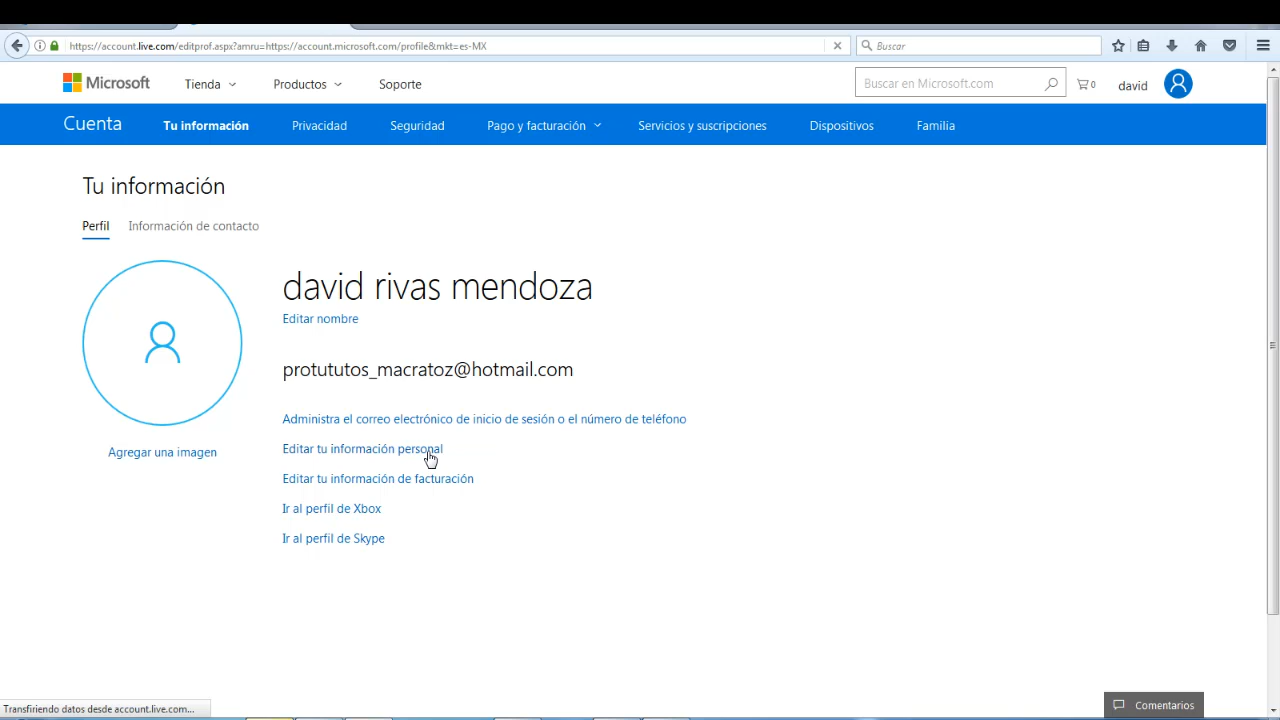 https://account.live.com/editprof.aspx?amru=https://account.microsoft.com/profile&mkt=es-MX
Buscar
Microsoft
Tienda
Productos
Soporte
Buscar en Microsoft.com
0
david
Cuenta
Tu información
Privacidad
Seguridad
Pago y facturación
Servicios y suscripciones
Dispositivos
Familia
Tu información
Perfil
Información de contacto
david rivas mendoza
Editar nombre
protututos_macratoz@hotmail.com
Administra el correo electrónico de inicio de sesión o el número de teléfono
Editar tu información personal
Agregar una imagen
Editar tu información de facturación
Ir al perfil de Xbox
Ir al perfil de Skype
Comentarios
Transfiriendo datos desde account.live.com...